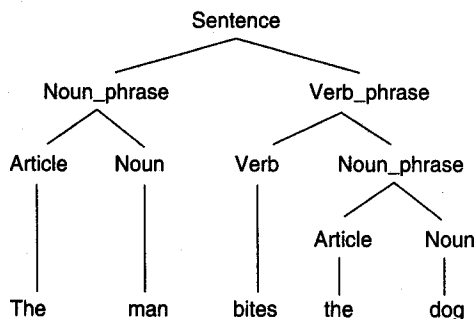 Sentence
Noun_phrase Verb_phrase
Article Noun Verb Noun_phrase
Article Noun
The man bites the dog